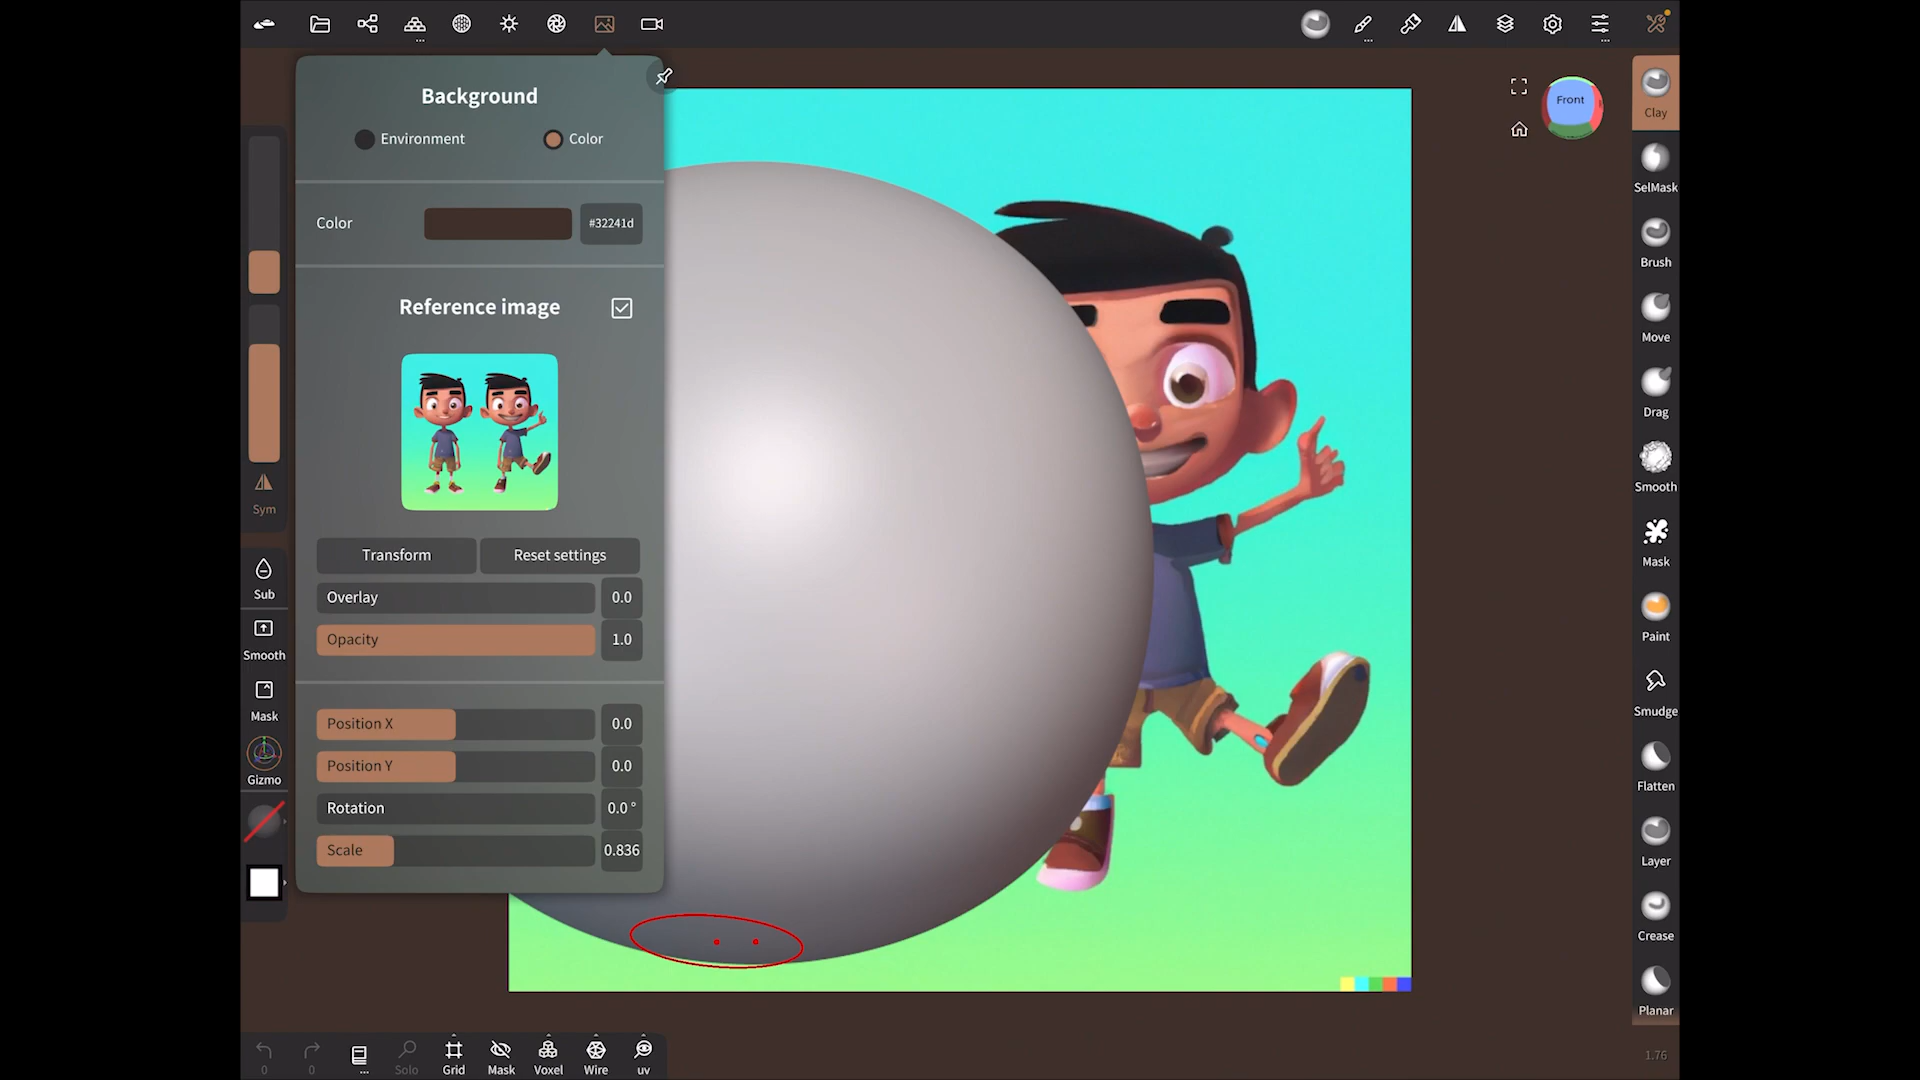 Background
Environment
Color
Color
#32241d
Reference image
Transform
Reset settings
Overlay
0.0
Opacity
1.0
Position X
0.0
Position Y
0.0
Rotation
0.0 °
Scale
0.836
Sym
Sub
Smooth
Mask
Gizmo
Front
Clay
SelMask
Brush
Move
Drag
Smooth
Mask
Paint
Smudge
Flatten
Layer
Crease
Planar
1.76
0
0
...
Solo
Grid
Mask
Voxel
Wire
uv